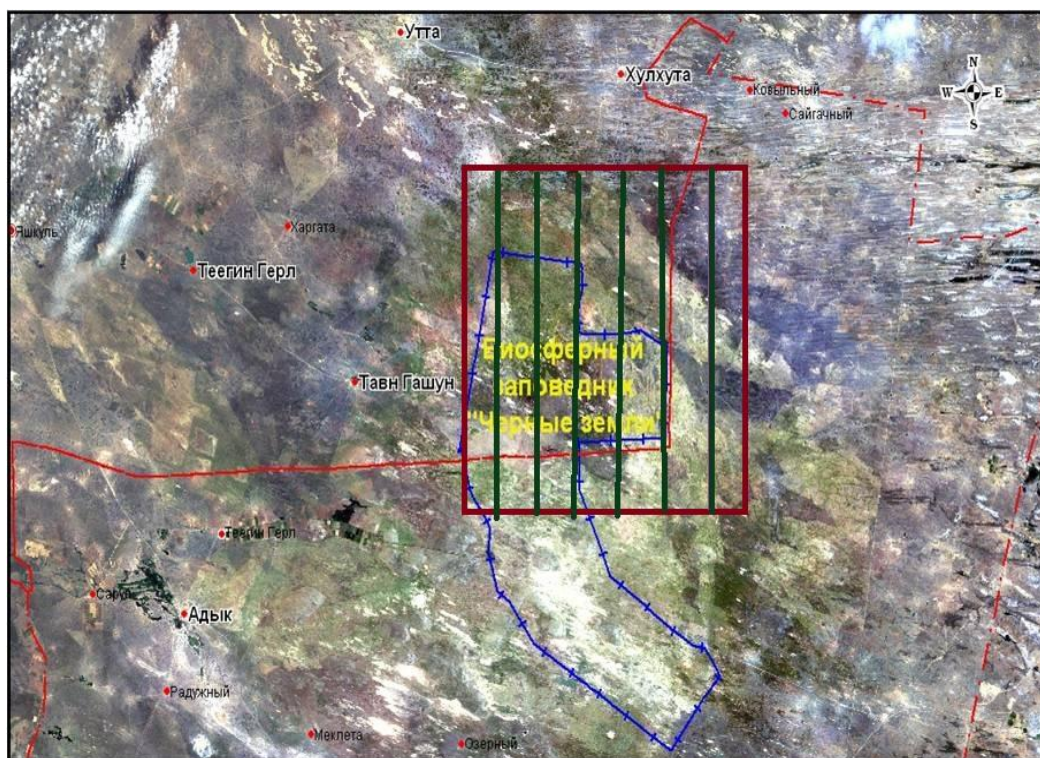 Утта
Хулхута
Ковыльный
Сайгачный
N
W E
S
Яшкуль
Харгата
Теегин Герл
Тавн Гашун
Биосферный
заповедник
"Черные земли"
Теегин Герл
Сарул
Адык
Радужный
Меклета
Озерный